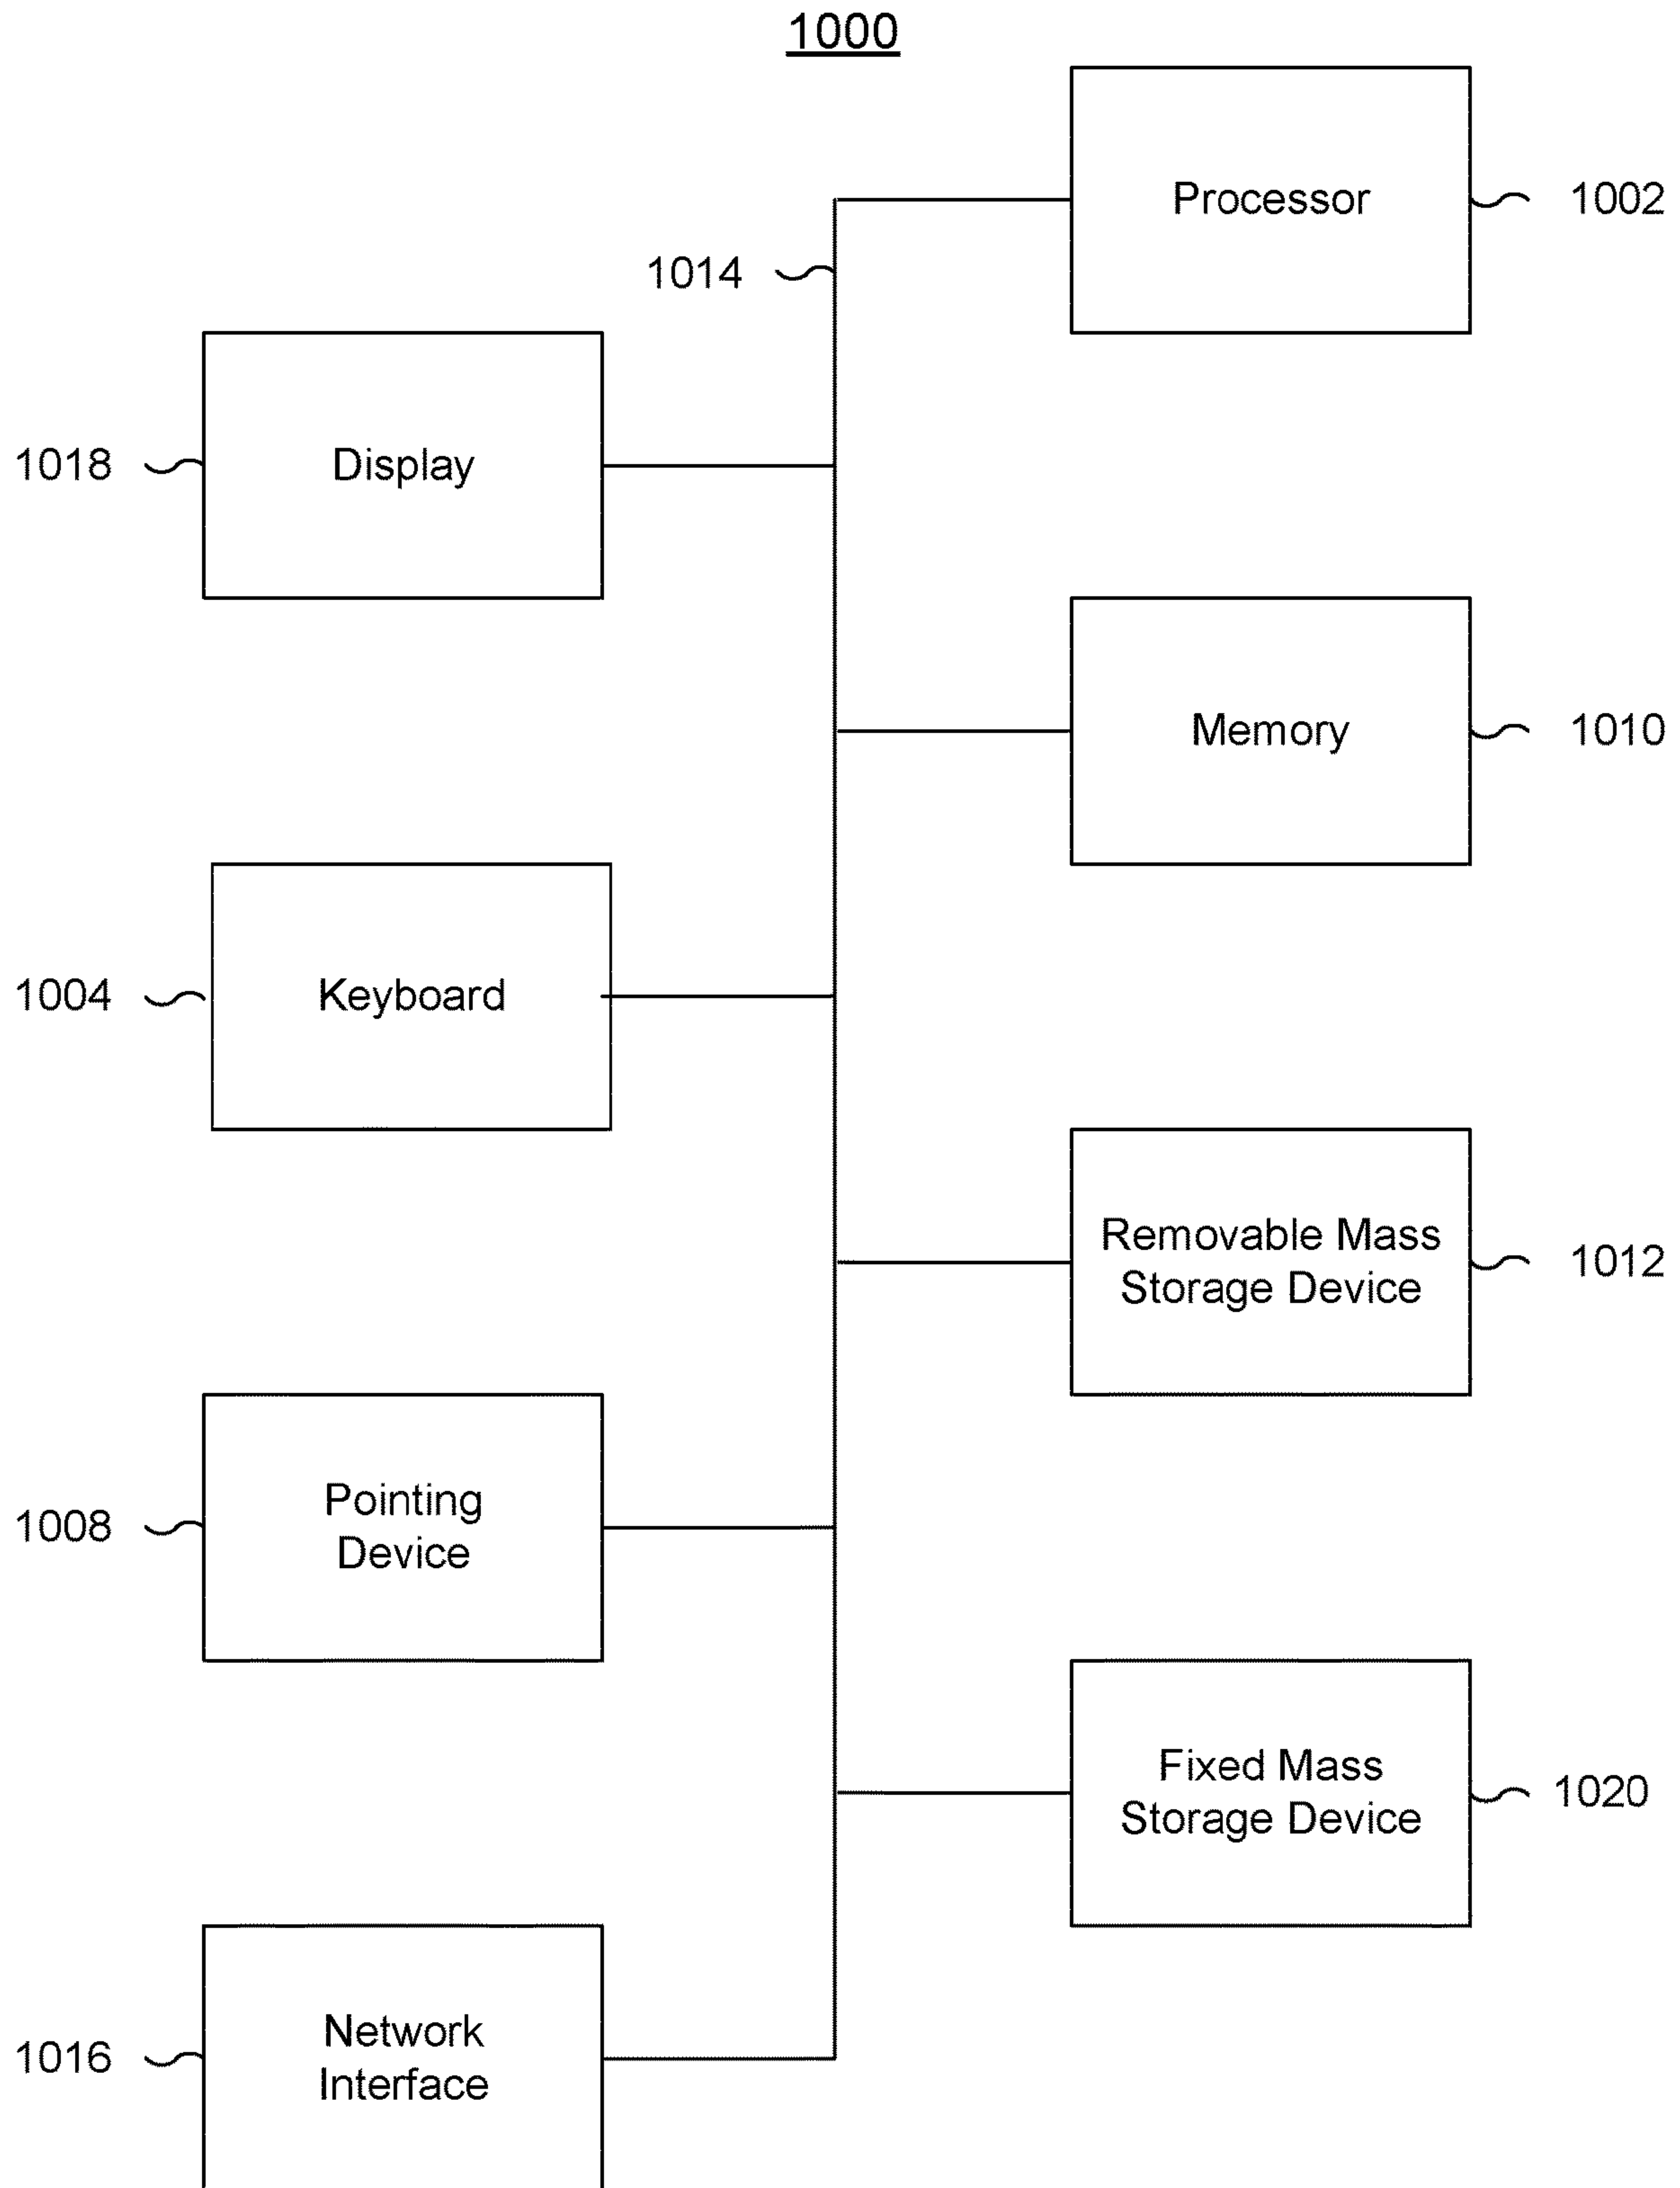 1000
Processor
1002
1014
1018
Display
Memory
1010
1004
Keyboard
Removable Mass
Storage Device
1012
1008
Pointing
Device
Fixed Mass
Storage Device
1020
1016
Network
Interface